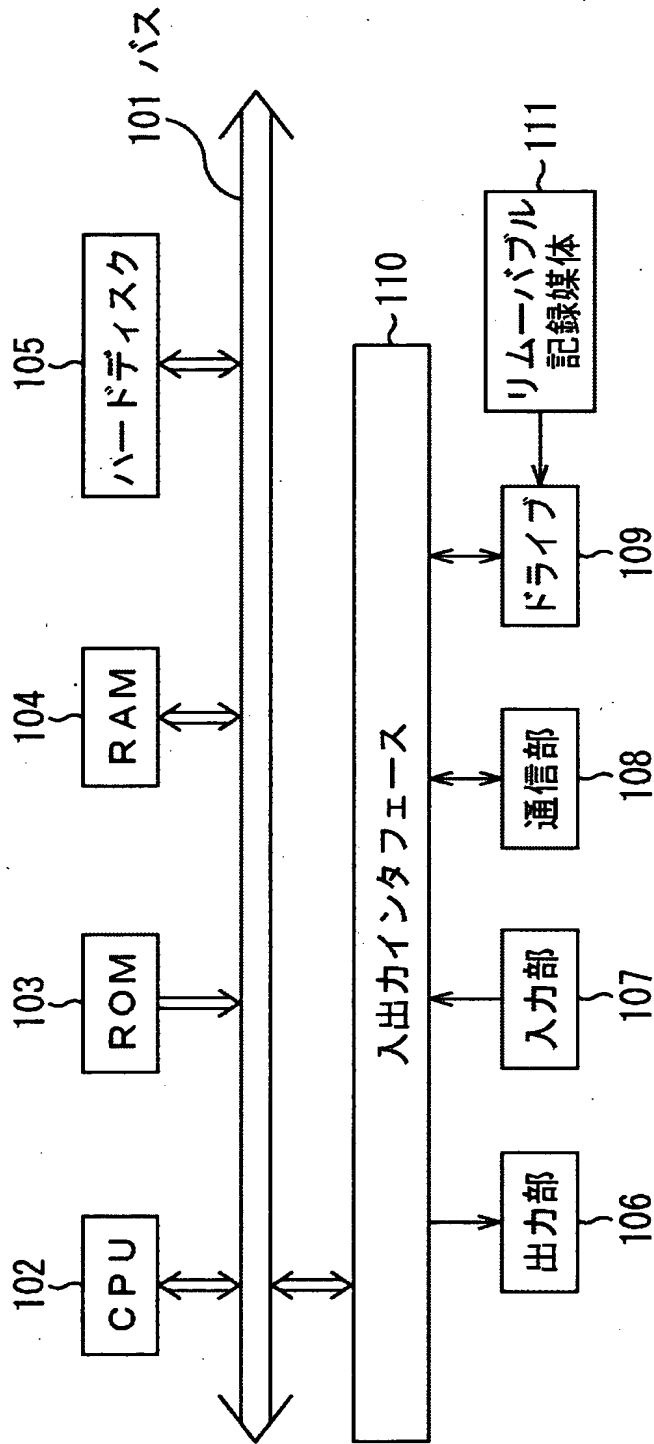 102
CPU
103
ROM
104
RAM
105
ハードディスク
101 バス
110
入出力インタフェース
出力部
106
入力部
107
通信部
108
ドライブ
109
リムーバブル
記録媒体
111